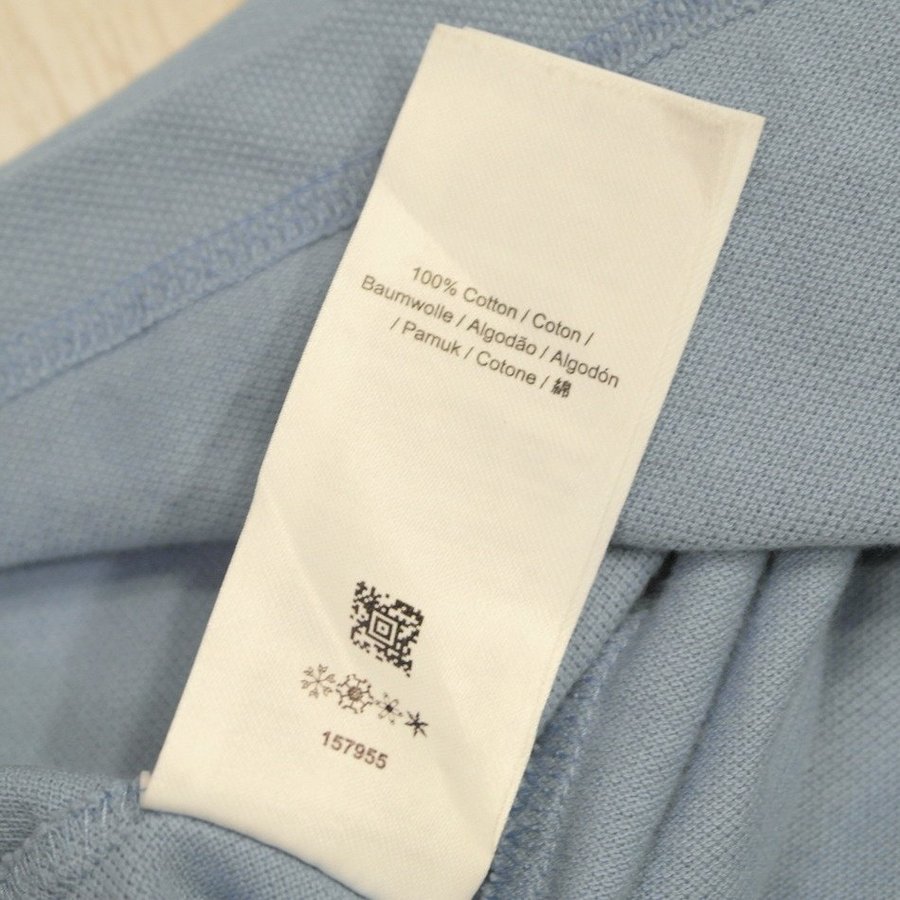 100% Cotton / Coton /
Baumwolle / Algodão / Algodón
/ Pamuk / Cotone / 綿
157955